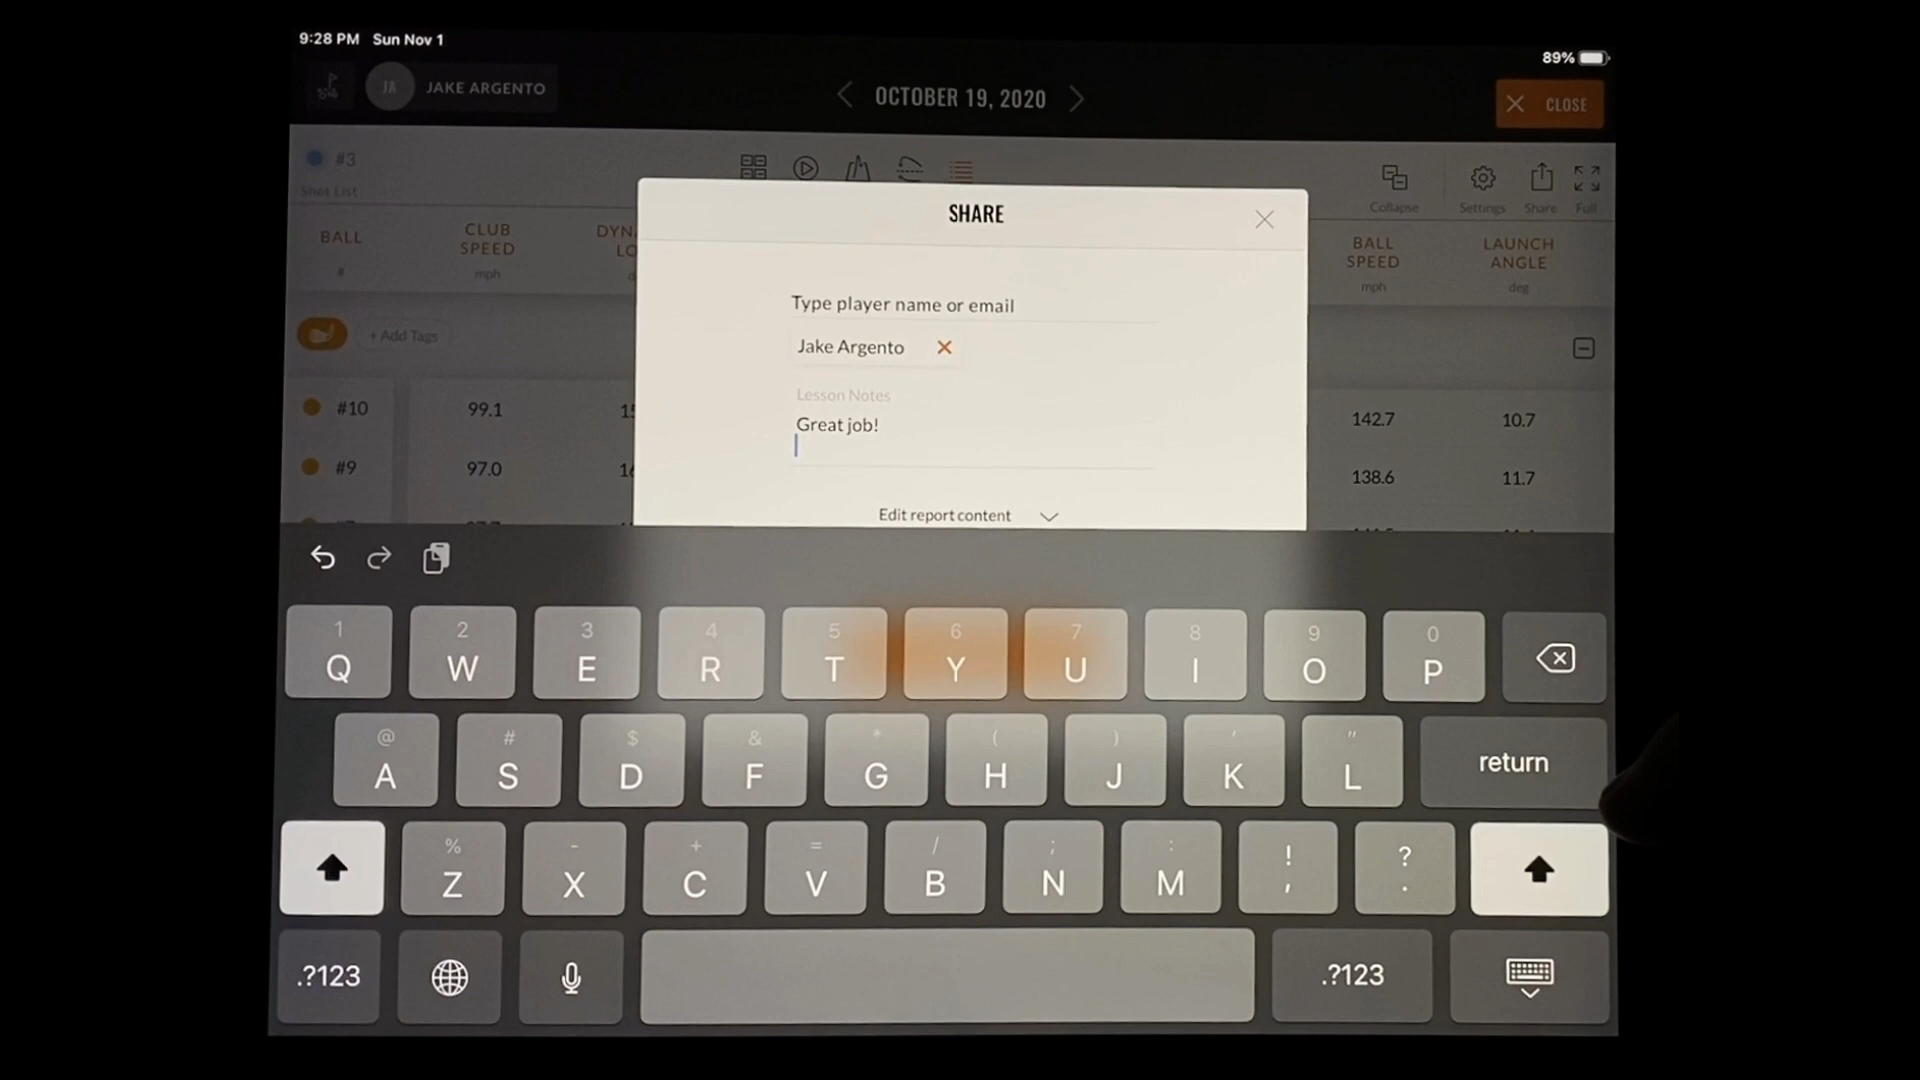 9:28 PM Sun Nov 1
89%
JA JAKE ARGENTO
OCTOBER 19, 2020
CLOSE
#3
Shot List
Collapse Settings Share Full
SHARE
BALL
#
CLUB SPEED
mph
BALL SPEED
mph
LAUNCH ANGLE
deg
Type player name or email
+ Add Tags
Jake Argento
Lesson Notes
Great job!
#10 99.1 142.7 10.7
#9 97.0 138.6 11.7
Edit report content
1 2 3 4 5 6 7 8 9 0
Q W E R T Y U I O P
@ # $ & * ( ) ' "
A S D F G H J K L return
% - + = / ; : ! ?
Z X C V B N M , .
.?123 .?123